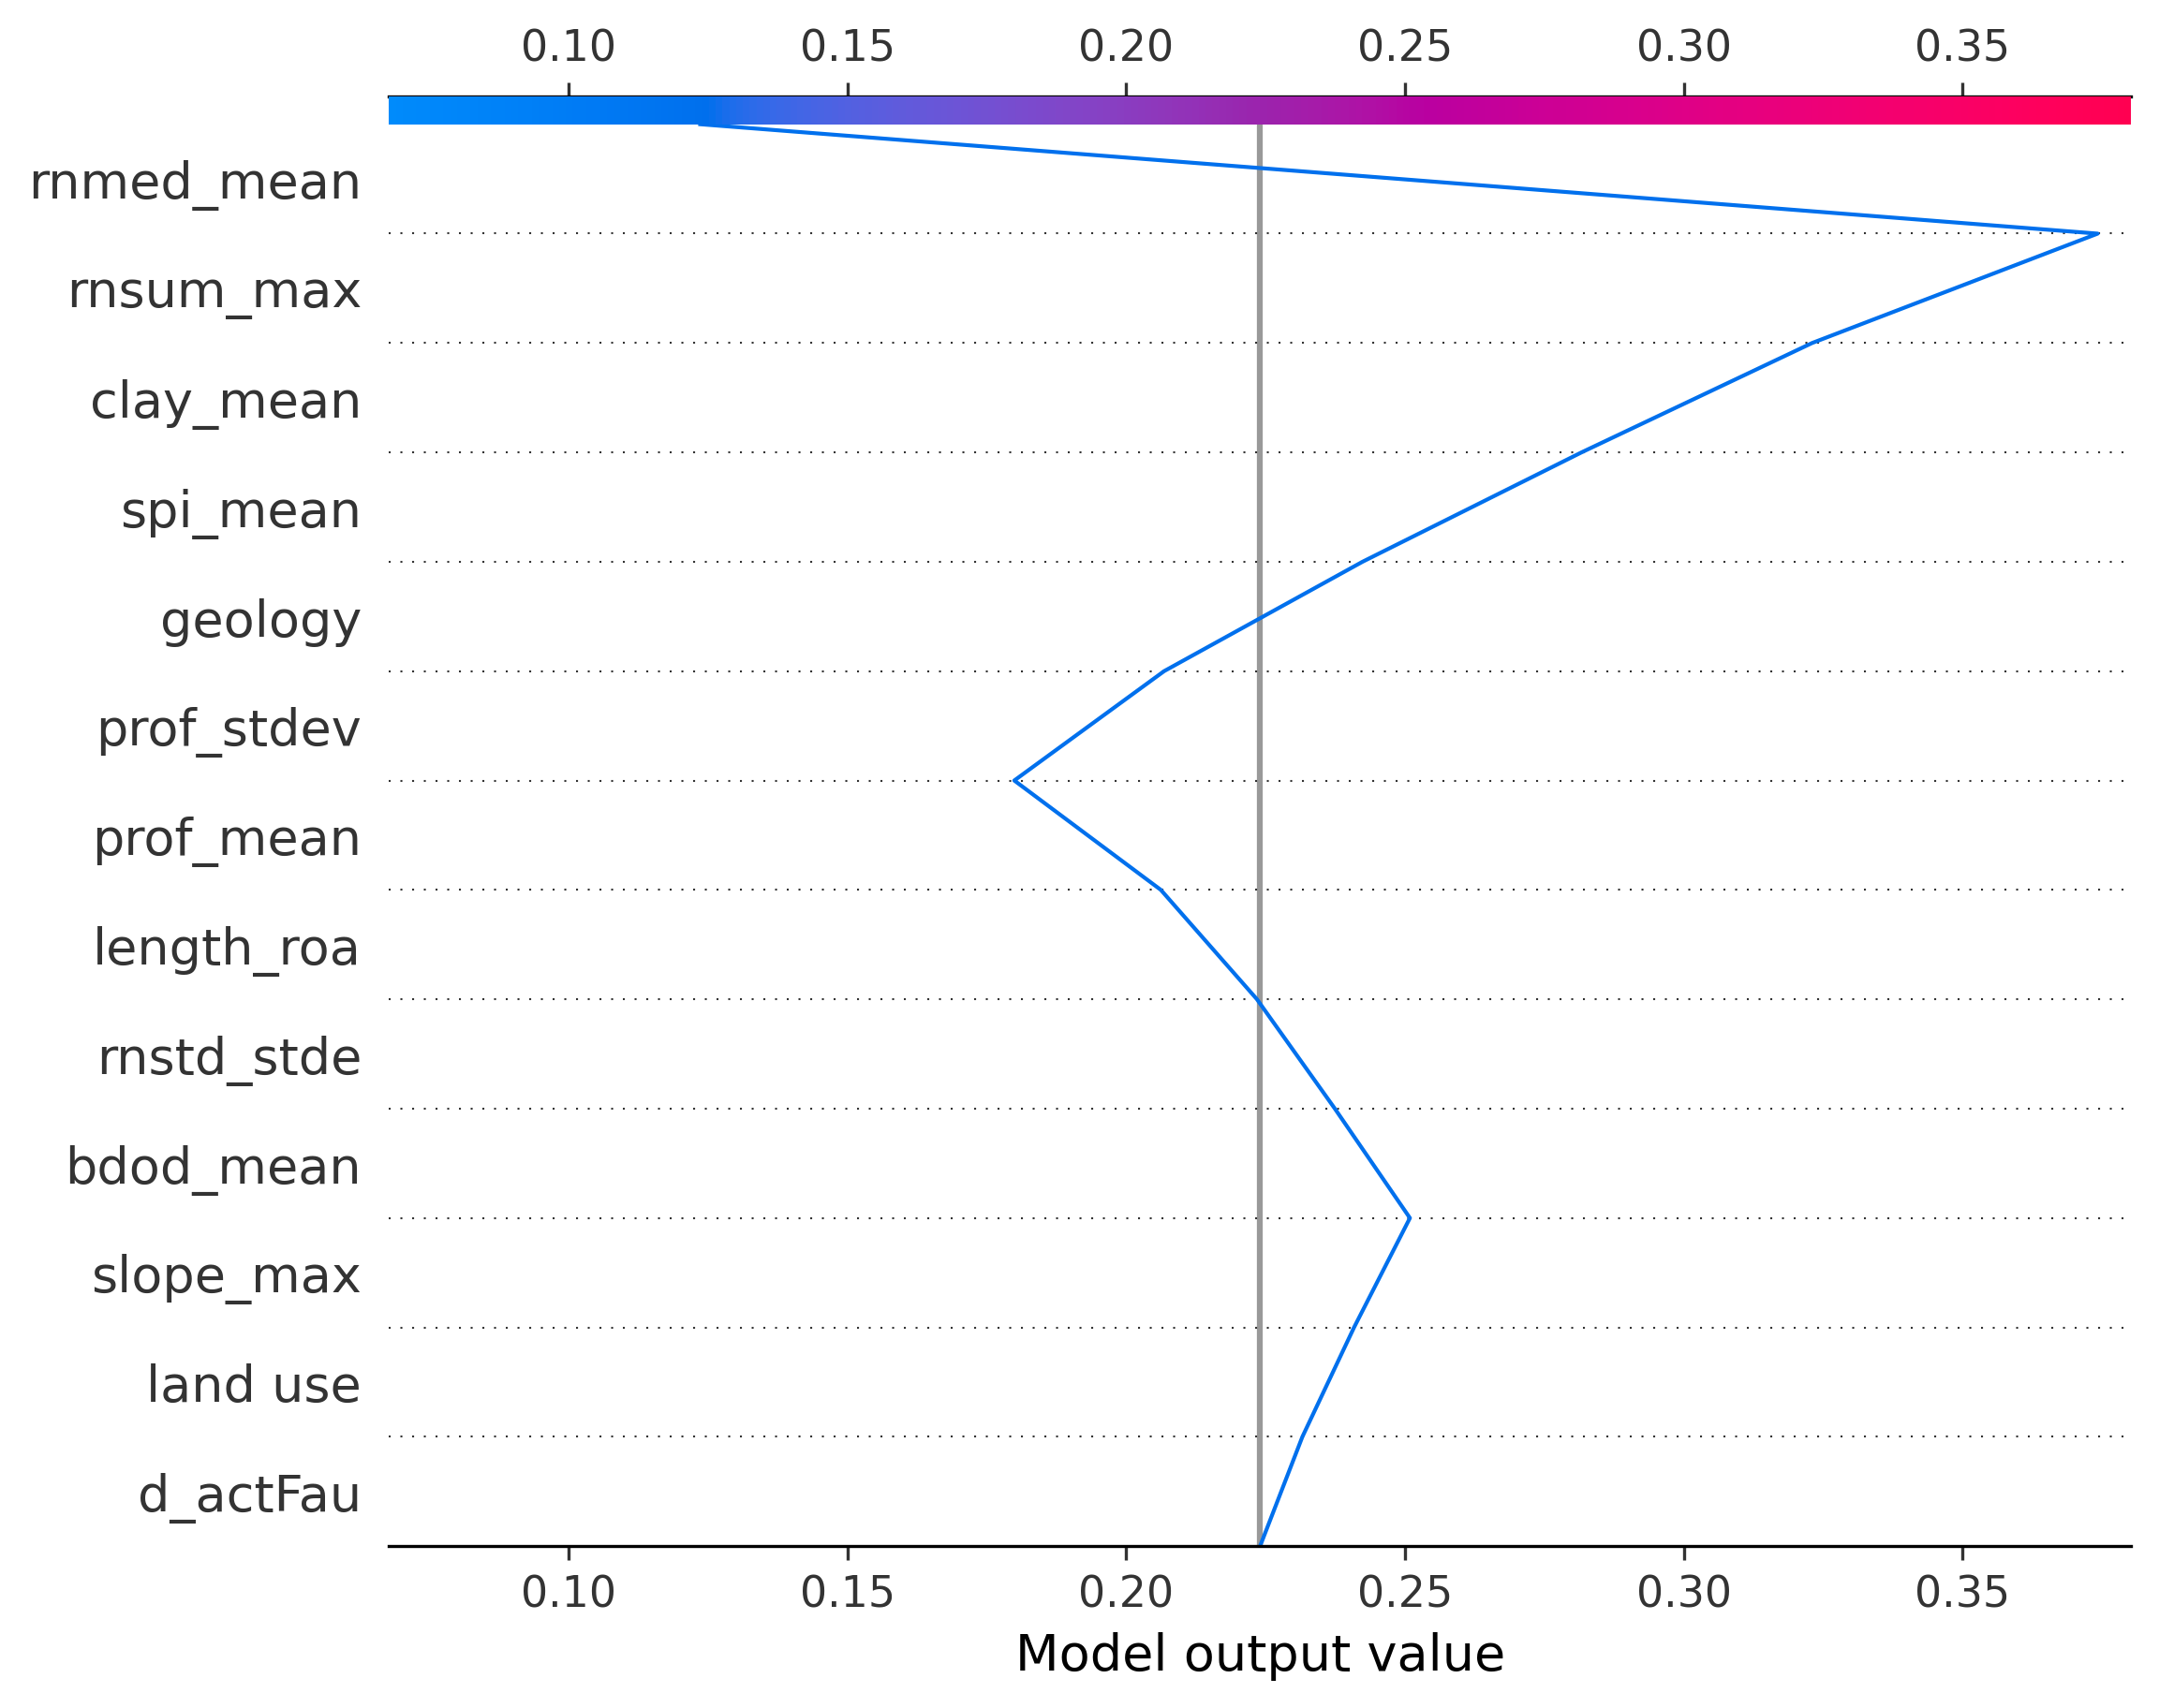 0.10 0.15 0.20 0.25 0.30 0.35
rnmed_mean
rnsum_max
clay_mean
spi_mean
geology
prof_stdev
prof_mean
length_roa
rnstd_stde
bdod_mean
slope_max
land use
d_actFau
0.10 0.15 0.20 0.25 0.30 0.35
Model output value